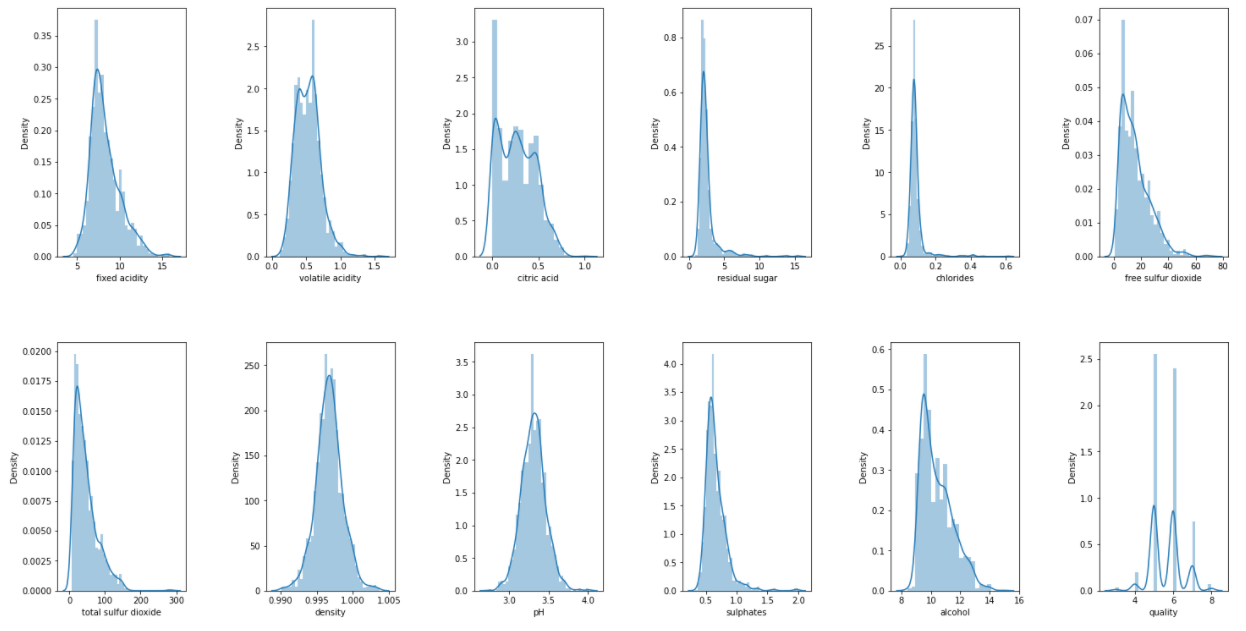 Density
0.35
0.30
0.25
0.20
0.15
0.10
0.05
0.00
5 10 15
fixed acidity
Density
2.5
2.0
1.5
1.0
0.5
0.0
0.0 0.5 1.0 1.5
volatile acidity
Density
3.0
2.5
2.0
1.5
1.0
0.5
0.0
0.0 0.5 1.0
citric acid
Density
0.8
0.6
0.4
0.2
0.0
0 5 10 15
residual sugar
Density
25
20
15
10
5
0
0.0 0.2 0.4 0.6
chlorides
Density
0.07
0.06
0.05
0.04
0.03
0.02
0.01
0.00
0 20 40 60 80
free sulfur dioxide
Density
0.0200
0.0175
0.0150
0.0125
0.0100
0.0075
0.0050
0.0025
0.0000
0 100 200 300
total sulfur dioxide
Density
250
200
150
100
50
0
0.990 0.995 1.000 1.005
density
Density
3.5
3.0
2.5
2.0
1.5
1.0
0.5
0.0
3.0 3.5 4.0
pH
Density
4.0
3.5
3.0
2.5
2.0
1.5
1.0
0.5
0.0
0.5 1.0 1.5 2.0
sulphates
Density
0.6
0.5
0.4
0.3
0.2
0.1
0.0
8 10 12 14 16
alcohol
Density
2.5
2.0
1.5
1.0
0.5
0.0
4 6 8
quality